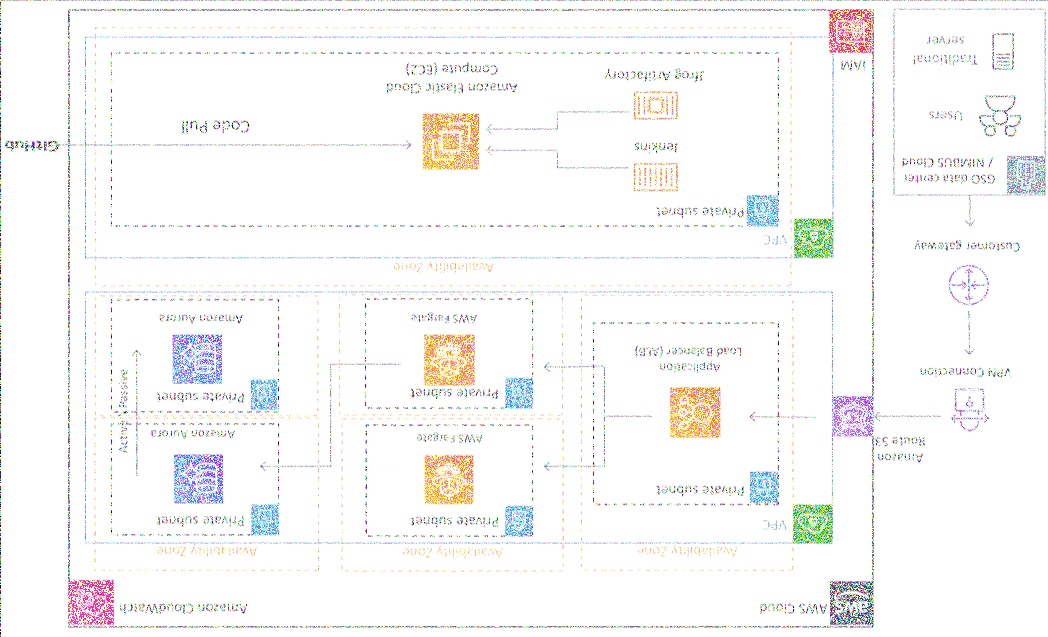 AWS Cloud
Amazon CloudWatch
Availability Zone
Availability Zone
Availability Zone
VPC
Private subnet
Private subnet
Private subnet
Amazon
Route 53
AWS Fargate
Amazon Aurora
VPN Connection
Application
Load Balancer (ALB)
Private subnet
Private subnet
Active - Passive
AWS Fargate
Amazon Aurora
Availability Zone
Customer gateway
VPC
Private subnet
GSO data center
/ NIMBUS Cloud
Jenkins
Code Pull
GitHub
Users
Jfrog Artifactory
Amazon Elastic Cloud
Compute (EC2)
Traditional
server
IAM